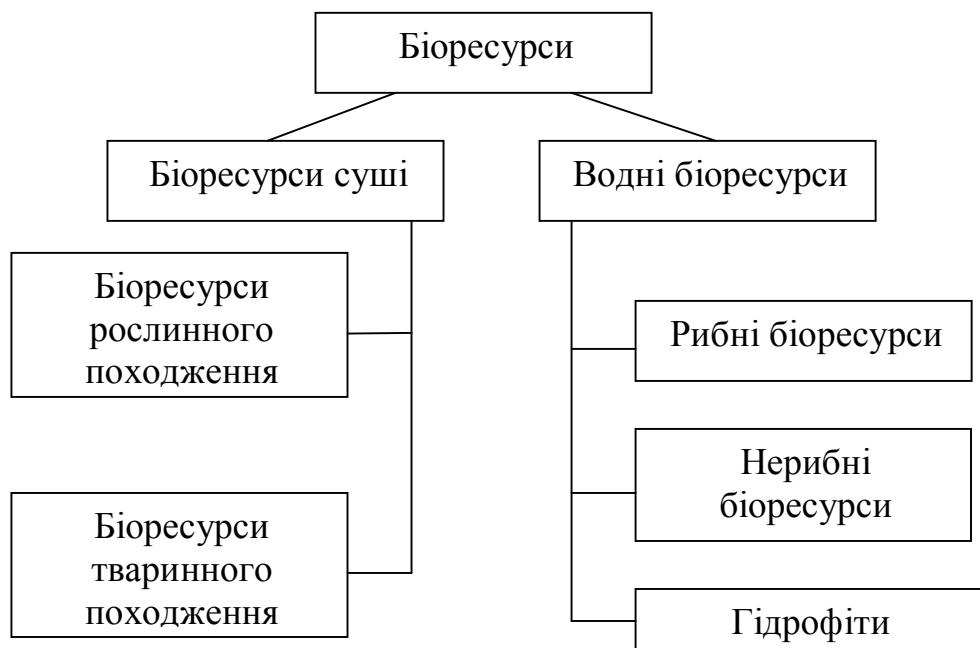 Біоресурси
Біоресурси суші
Водні біоресурси
Біоресурси
рослинного
походження
Біоресурси
тваринного
походження
Рибні біоресурси
Нерибні
біоресурси
Гідрофіти